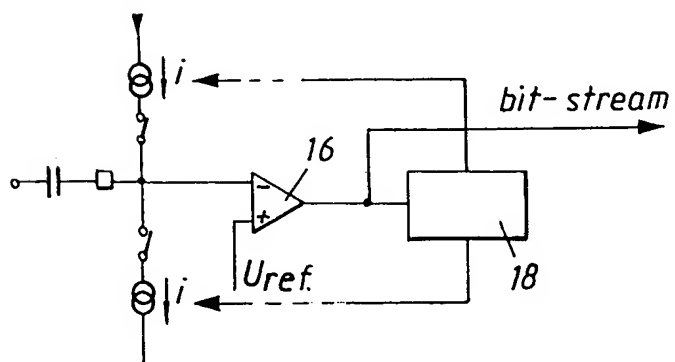 i
bit-stream
16
-
+
Uref.
18
i